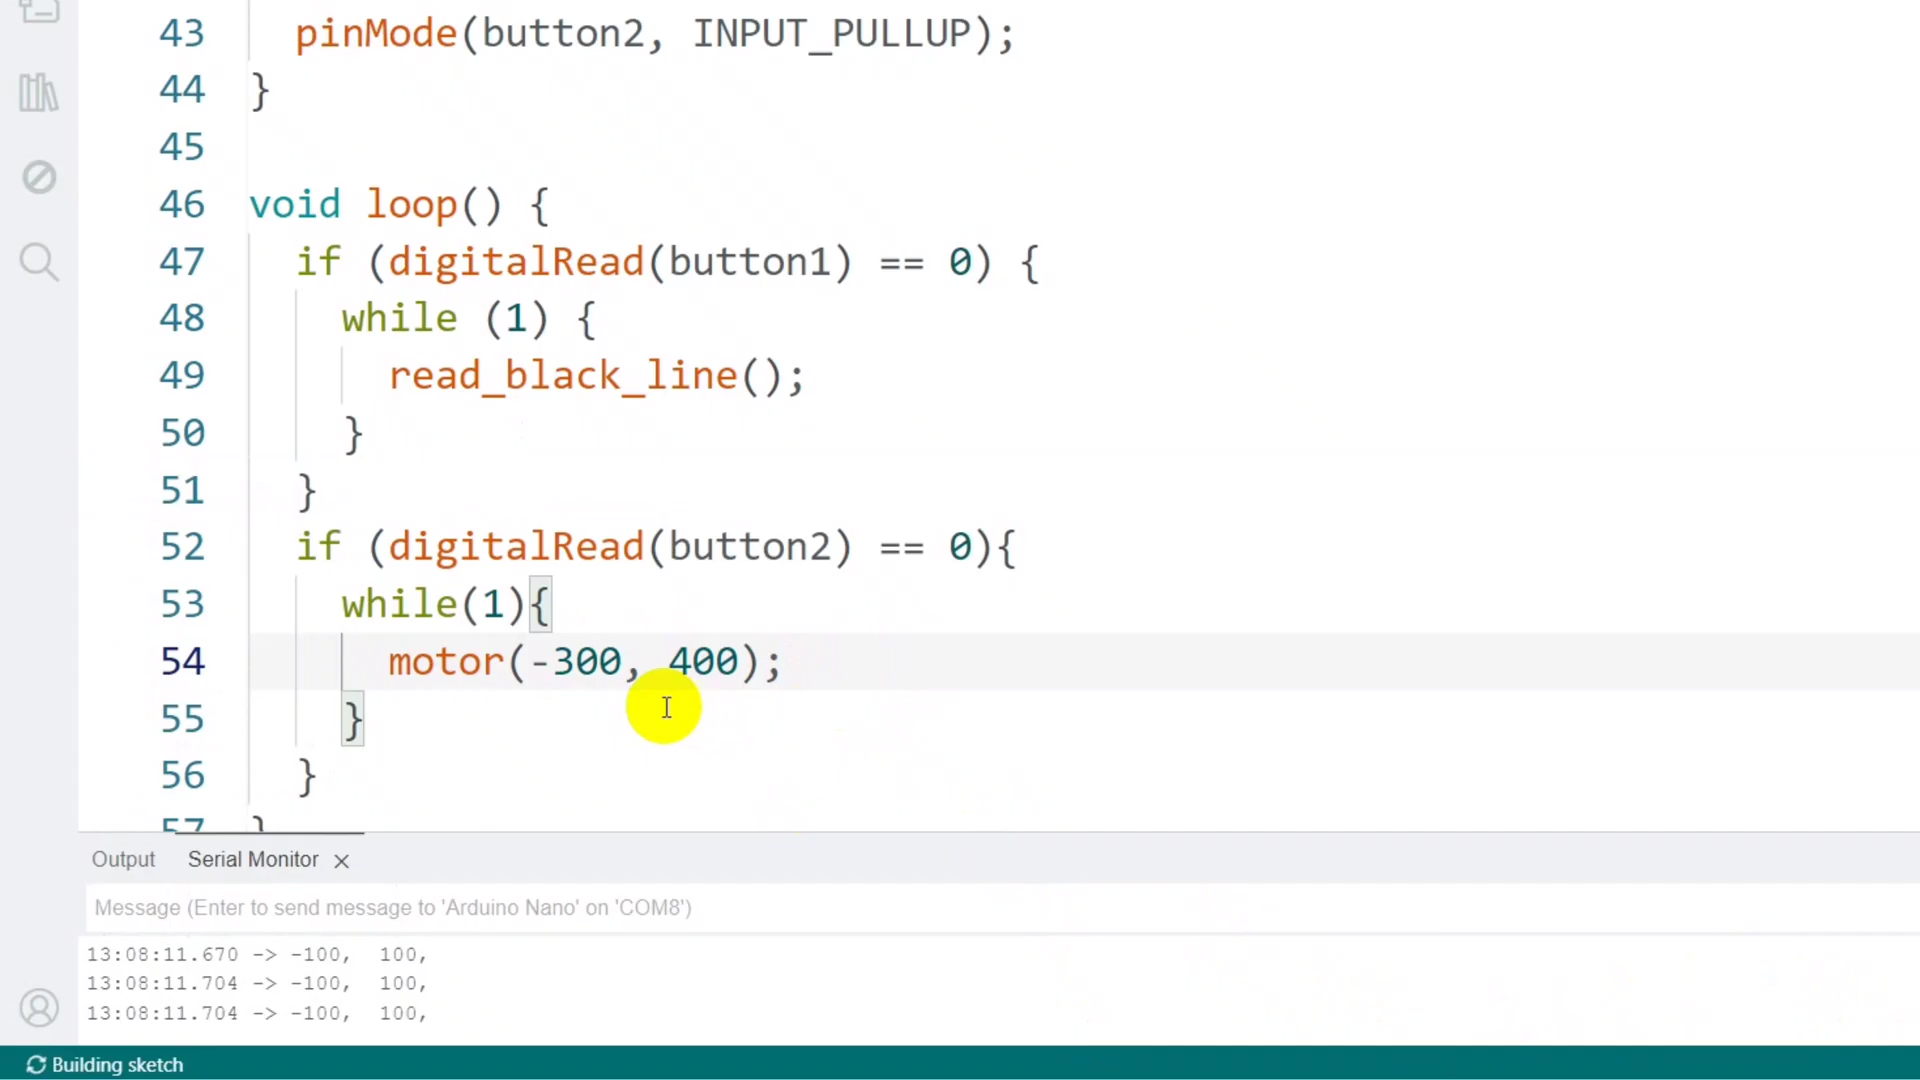 43 pinMode(button2, INPUT_PULLUP);
44 }
45
46 void loop() {
47 if (digitalRead(button1) == 0) {
48 while (1) {
49 read_black_line();
50 }
51 }
52 if (digitalRead(button2) == 0){
53 while(1){
54 motor(-300, 400);
55 }
56 }
57 }
Output Serial Monitor
Message (Enter to send message to 'Arduino Nano' on 'COM8')
13:08:11.670 -> -100, 100,
13:08:11.704 -> -100, 100,
13:08:11.704 -> -100, 100,
Building sketch